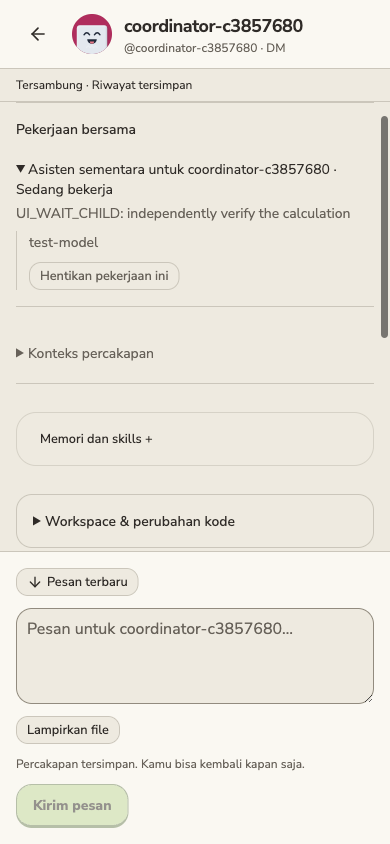 coordinator-c3857680
@coordinator-c3857680 · DM
Tersambung · Riwayat tersimpan
Pekerjaan bersama
Asisten sementara untuk coordinator-c3857680 ·
Sedang bekerja
UI_WAIT_CHILD: independently verify the calculation
test-model
Hentikan pekerjaan ini
Konteks percakapan
Memori dan skills +
Workspace & perubahan kode
Pesan terbaru
Pesan untuk coordinator-c3857680...
Lampirkan file
Percakapan tersimpan. Kamu bisa kembali kapan saja.
Kirim pesan